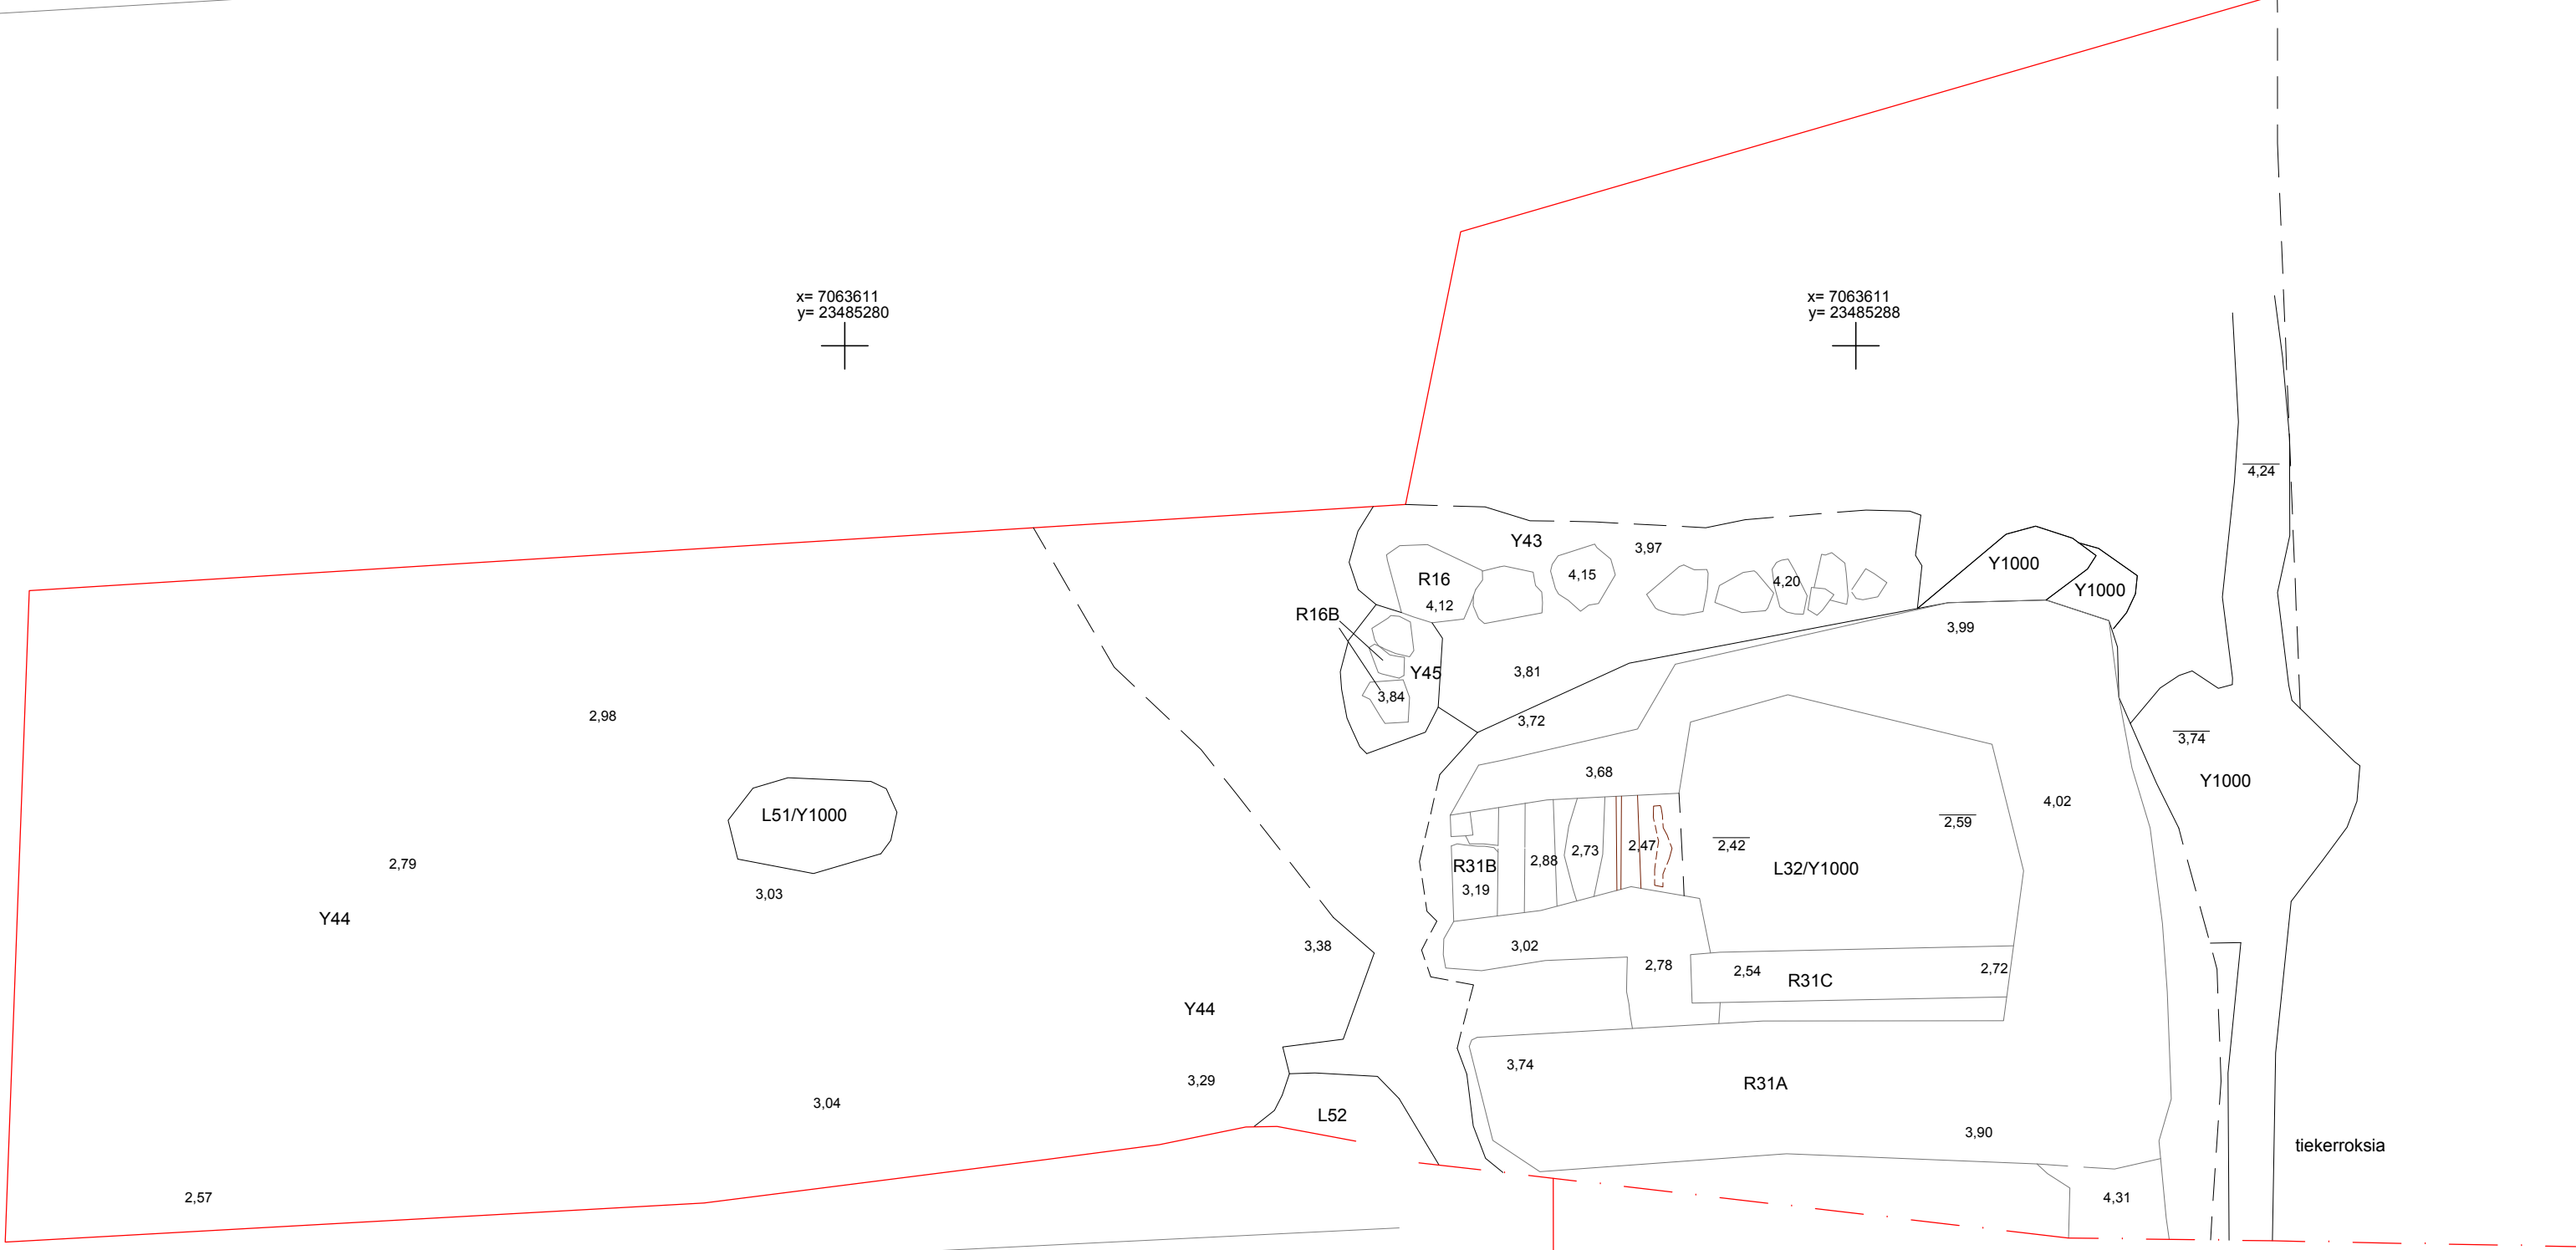 x= 7063611
y= 23485280
x= 7063611
y= 23485288
4,24
Y43
3,97
4,15
R16
4,12
4,20
Y1000
Y1000
R16B
3,99
Y45
3,81
3,84
2,98
3,72
3,74
Y1000
3,68
4,02
L51/Y1000
2,59
2,42
2,47
2,73
2,88
2,79
R31B
L32/Y1000
3,19
3,03
Y44
3,38
3,02
2,78
2,54
2,72
R31C
Y44
3,74
3,29
R31A
3,04
L52
3,90
tiekerroksia
2,57
4,31